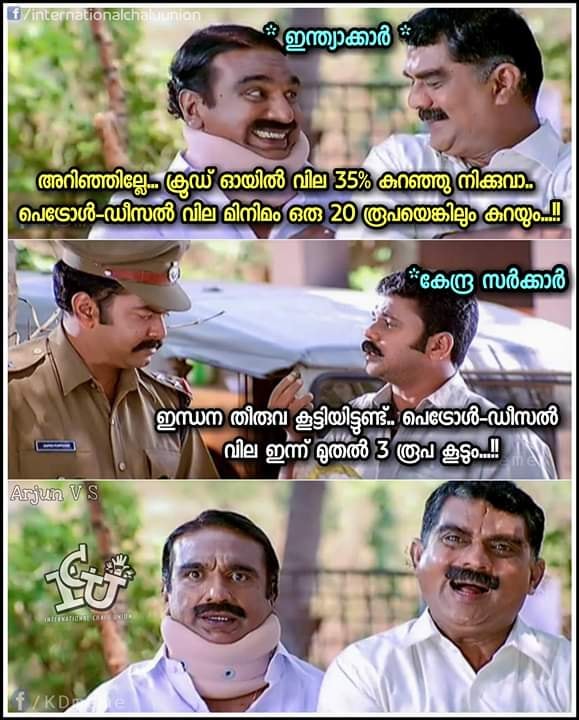 f/internationalchaluunion
* ഇന്ത്യാക്കാർ *
അറിഞ്ഞില്ലേ... ക്രൂഡ് ഓയിൽ വില 35% കുറഞ്ഞു നിക്കുവാ..
പെട്രോൾ-ഡീസൽ വില മിനിമം ഒരു 20 രൂപയെങ്കിലും കുറയും...!!
*കേന്ദ്ര സർക്കാർ
ഇന്ധന തീരുവ കൂട്ടിയിട്ടുണ്ട്.. പെട്രോൾ-ഡീസൽ
വില ഇന്ന് മുതൽ 3 രൂപ കൂടും...!!
Arjun V S
ICU
INTERNATIONAL CHALU UNION